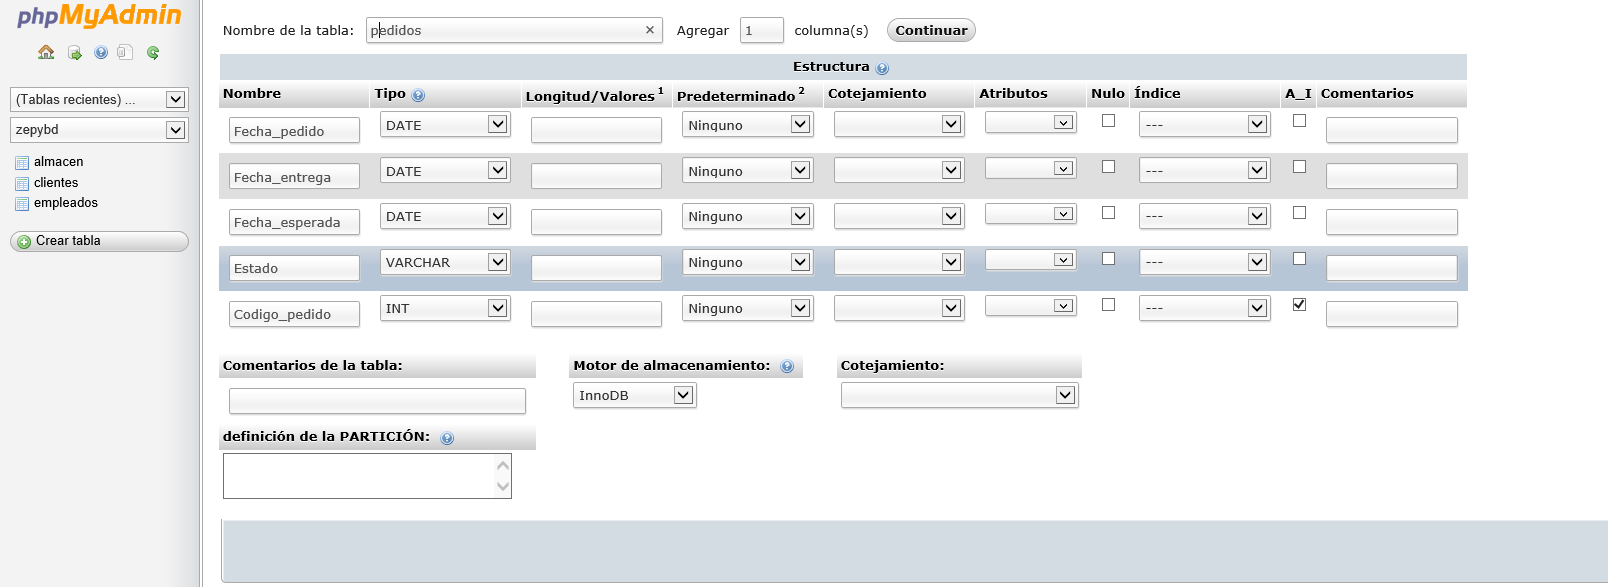 phpMyAdmin
(Tablas recientes) ...
zepybd
almacen
clientes
empleados
Crear tabla
Nombre de la tabla: pedidos × Agregar 1 columna(s) Continuar
Estructura
Nombre Tipo Longitud/Valores 1 Predeterminado 2 Cotejamiento Atributos Nulo Índice A_I Comentarios
Fecha_pedido DATE Ninguno ---
Fecha_entrega DATE Ninguno ---
Fecha_esperada DATE Ninguno ---
Estado VARCHAR Ninguno ---
Codigo_pedido INT Ninguno ---
Comentarios de la tabla: Motor de almacenamiento: Cotejamiento:
InnoDB
definición de la PARTICIÓN: